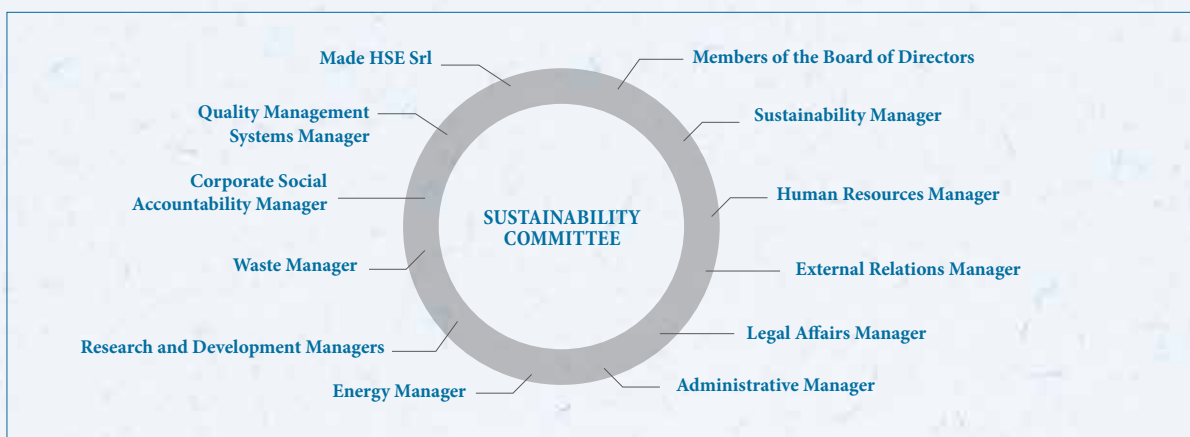 Made HSE Srl
Members of the Board of Directors
Quality Management
Systems Manager
Sustainability Manager
Corporate Social
Accountability Manager
Human Resources Manager
SUSTAINABILITY
COMMITTEE
Waste Manager
External Relations Manager
Legal Affairs Manager
Research and Development Managers
Administrative Manager
Energy Manager